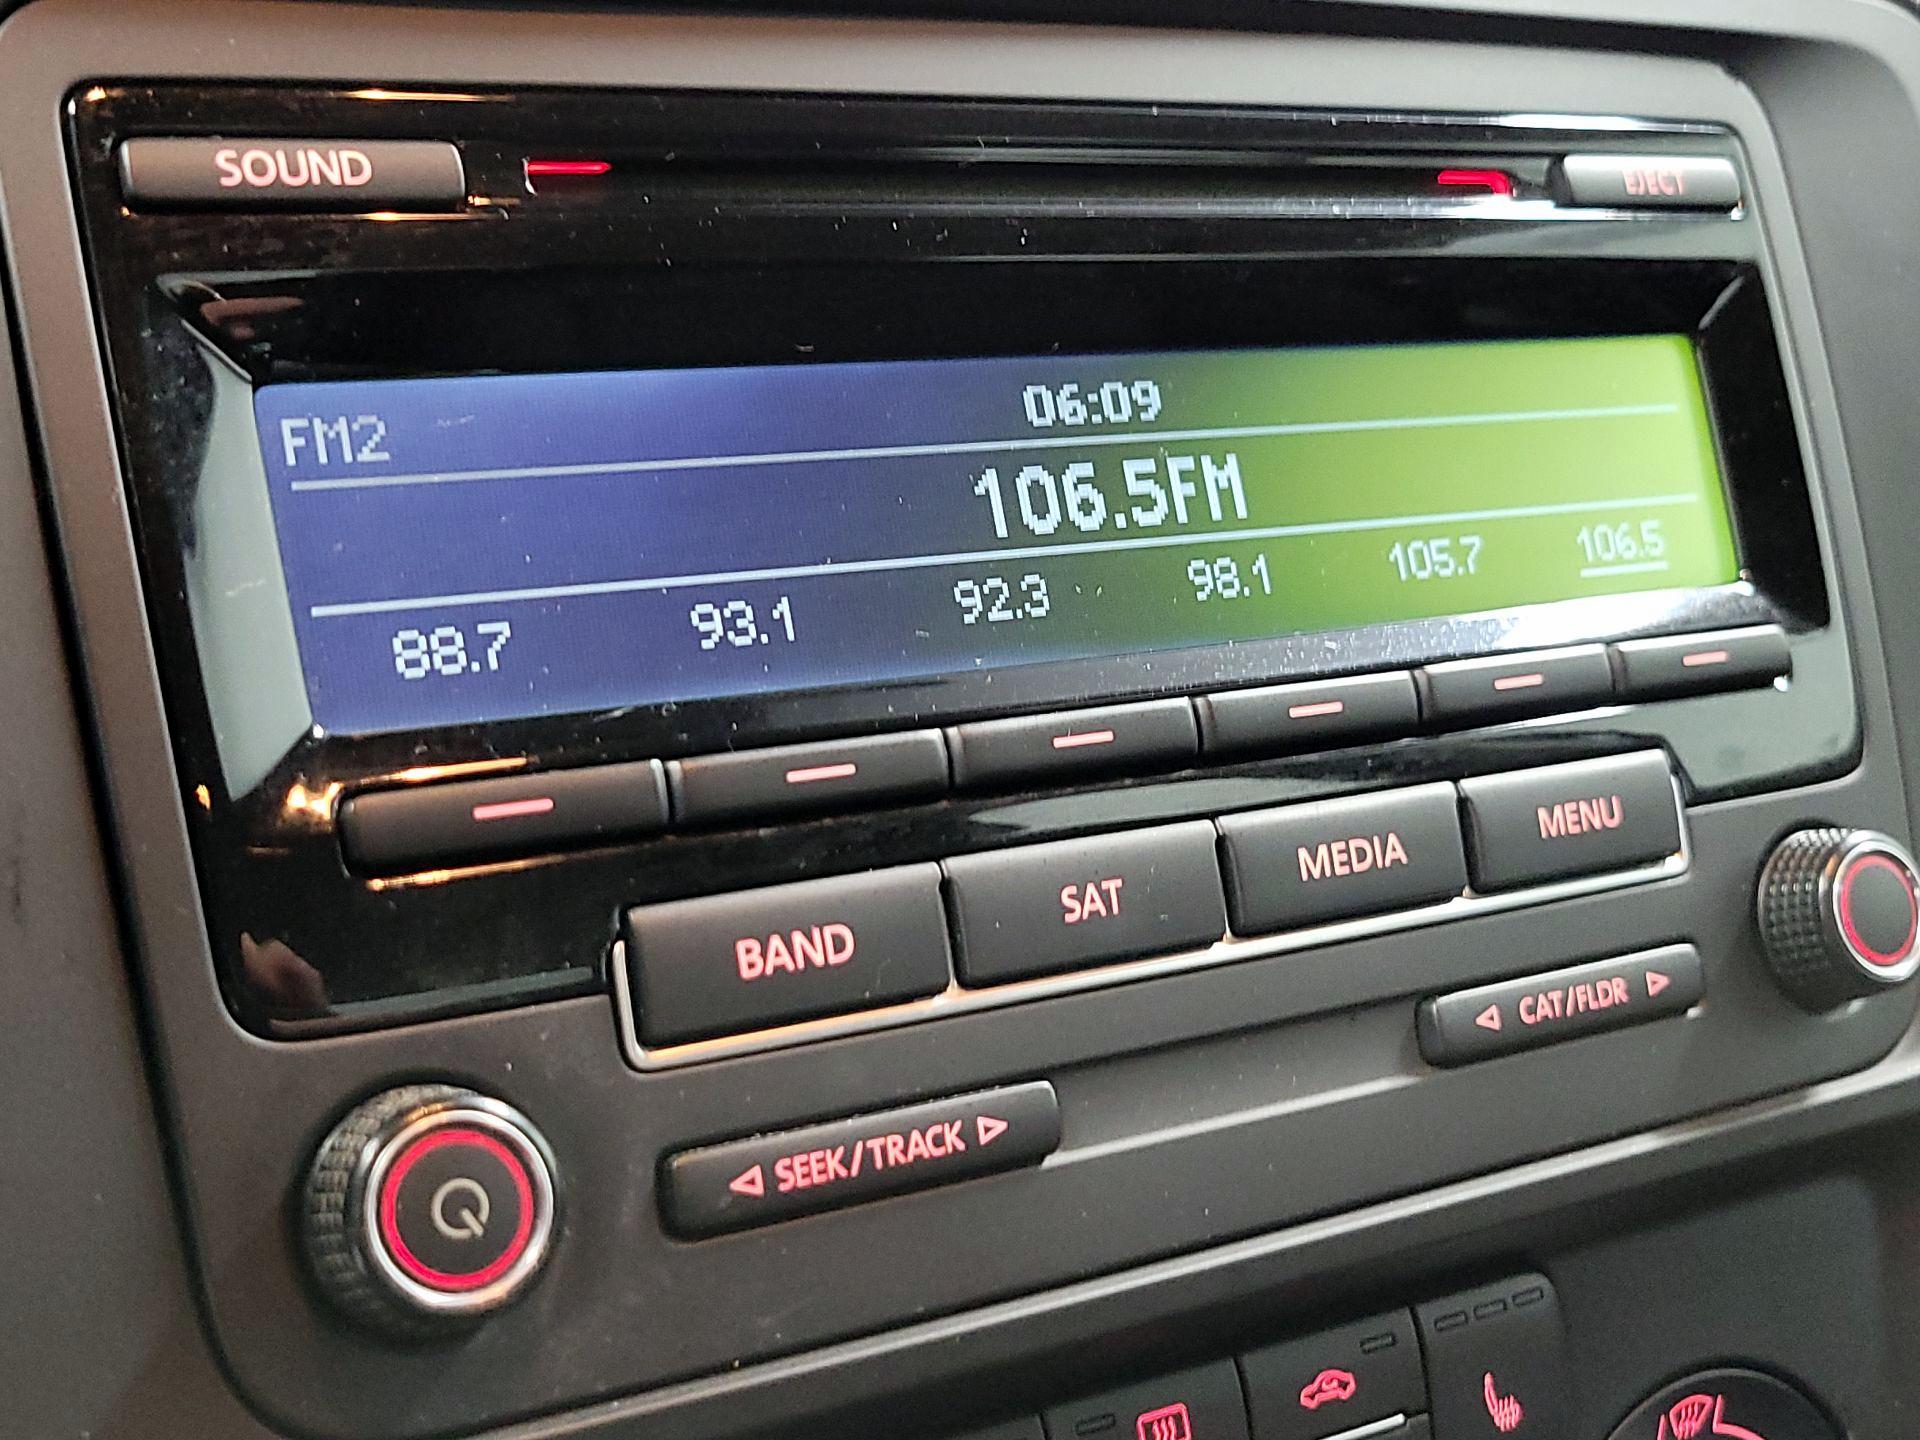 SOUND
EJECT
06:09
FM2
106.5FM
88.7 93.1 92.3 98.1 105.7 106.5
BAND SAT MEDIA MENU
CAT/FLDR
SEEK/TRACK